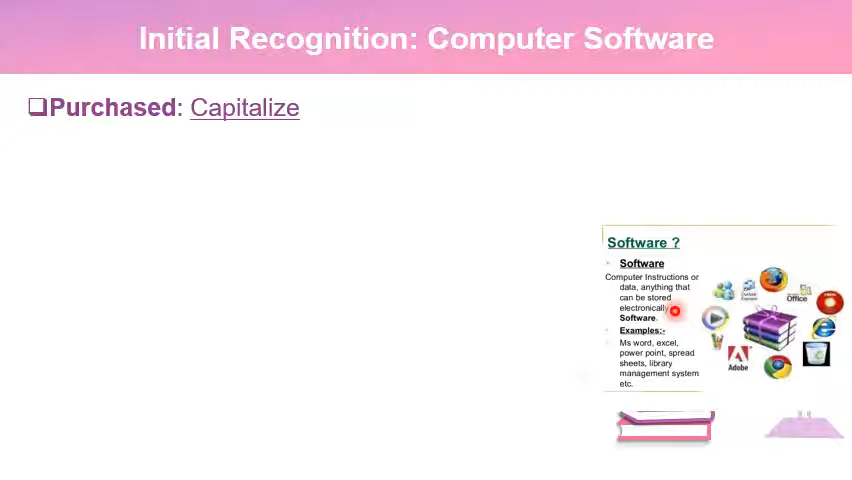 Initial Recognition: Computer Software
❑Purchased: Capitalize
Software ?
Software
Computer Instructions or
data, anything that
can be stored
electronically
Software.
Examples:-
Ms word, excel,
power point, spread
sheets, library
management system
etc.
Office
Adobe